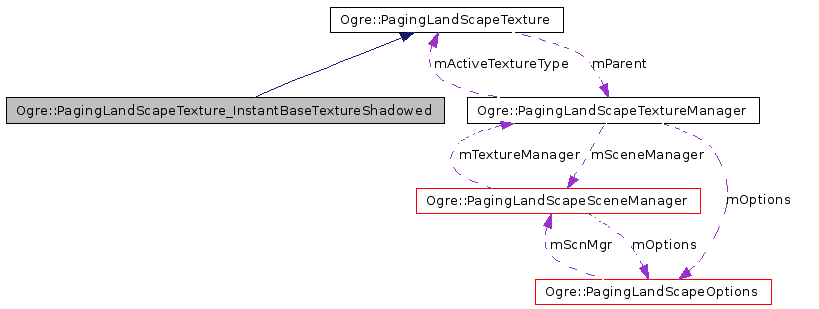 Ogre::PagingLandScapeTexture
mActiveTextureType
mParent
Ogre::PagingLandScapeTexture_InstantBaseTextureShadowed
Ogre::PagingLandScapeTextureManager
mTextureManager
mSceneManager
Ogre::PagingLandScapeSceneManager
mOptions
mScnMgr
mOptions
Ogre::PagingLandScapeOptions